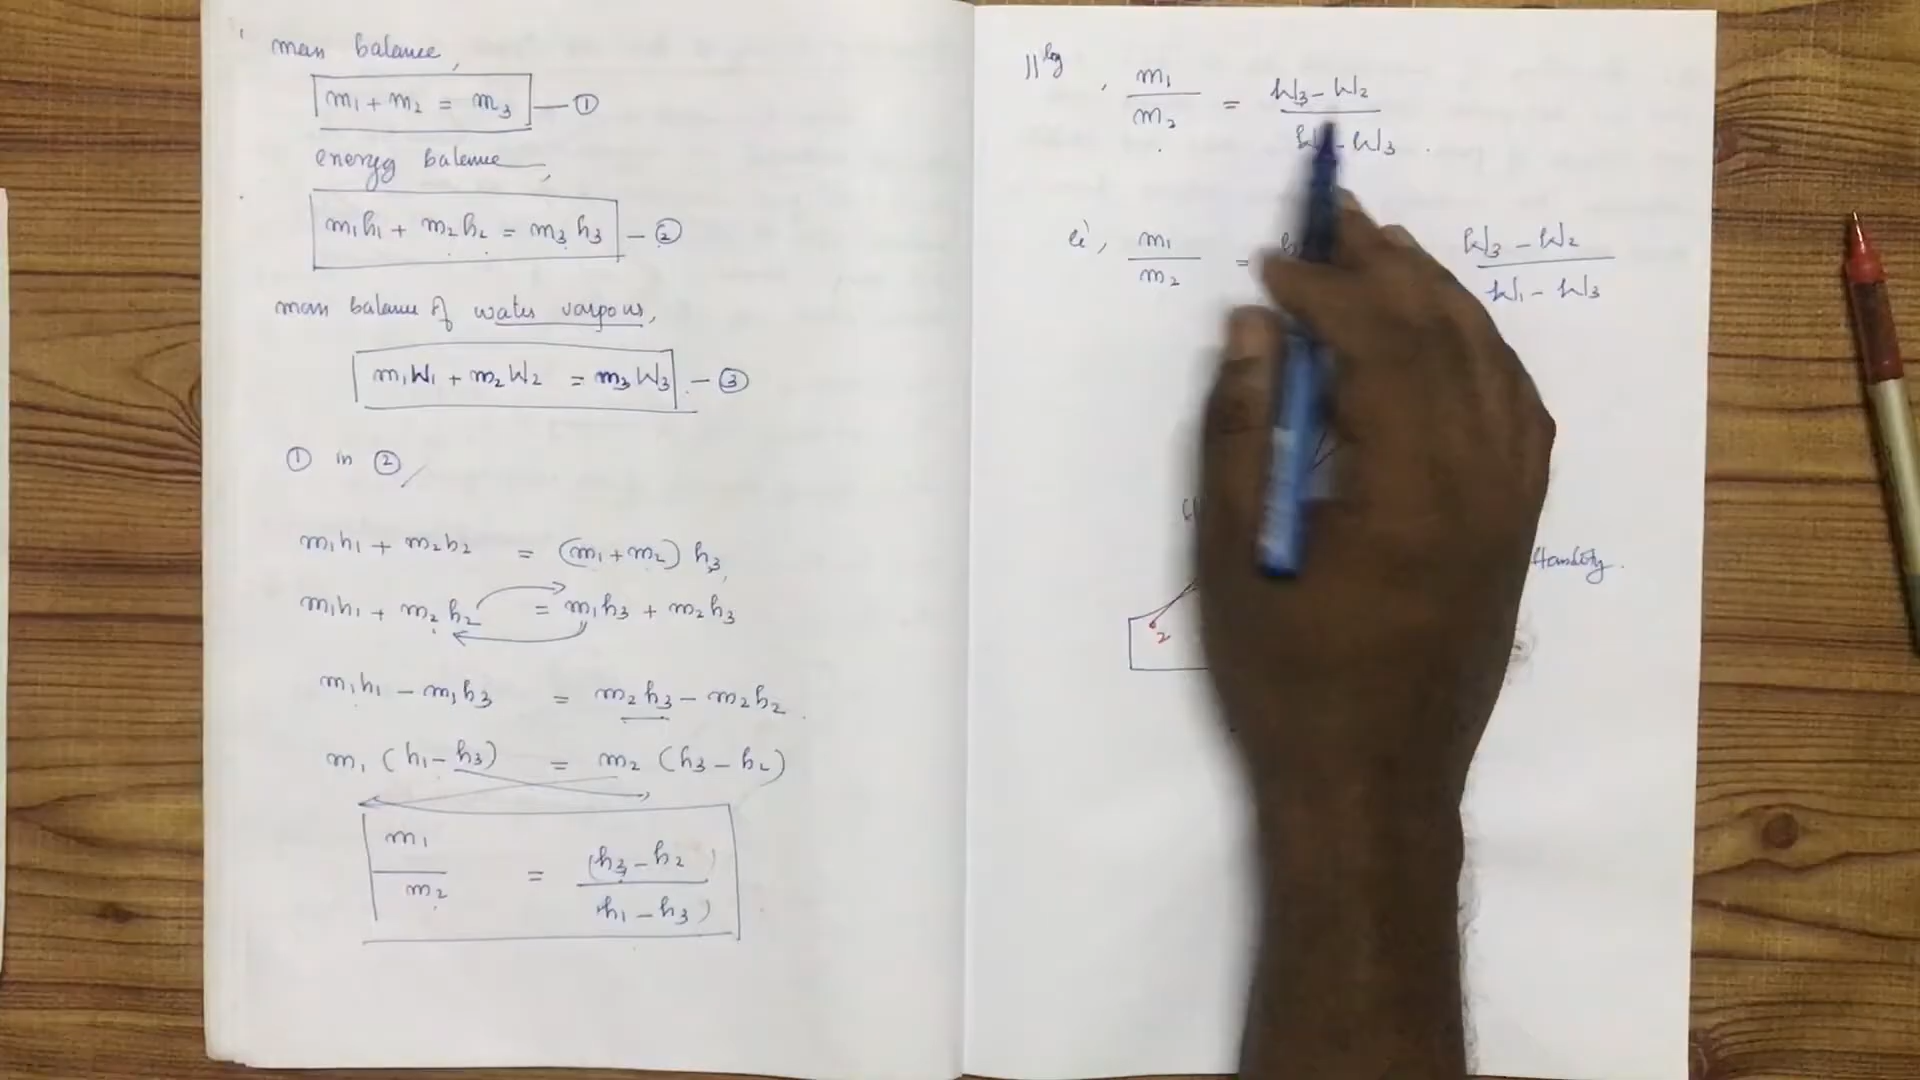 mass balance,
m₁ + m₂ = m₃ — ①
energy balance,
m₁h₁ + m₂h₂ = m₃h₃ — ②
mass balance of water vapour,
m₁W₁ + m₂W₂ = m₃W₃ — ③
① in ②,
m₁h₁ + m₂h₂ = (m₁+m₂) h₃,
m₁h₁ + m₂h₂ = m₁h₃ + m₂h₃
m₁h₁ − m₁h₃ = m₂h₃ − m₂h₂.
m₁ (h₁−h₃) = m₂ (h₃−h₂)
m₁/m₂ = (h₃−h₂)/(h₁−h₃)
||ˡᵍ, m₁/m₂ = W₃−W₂ / −W₃.
m₁/m₂ = W₃−W₂ / W₁−W₃
2